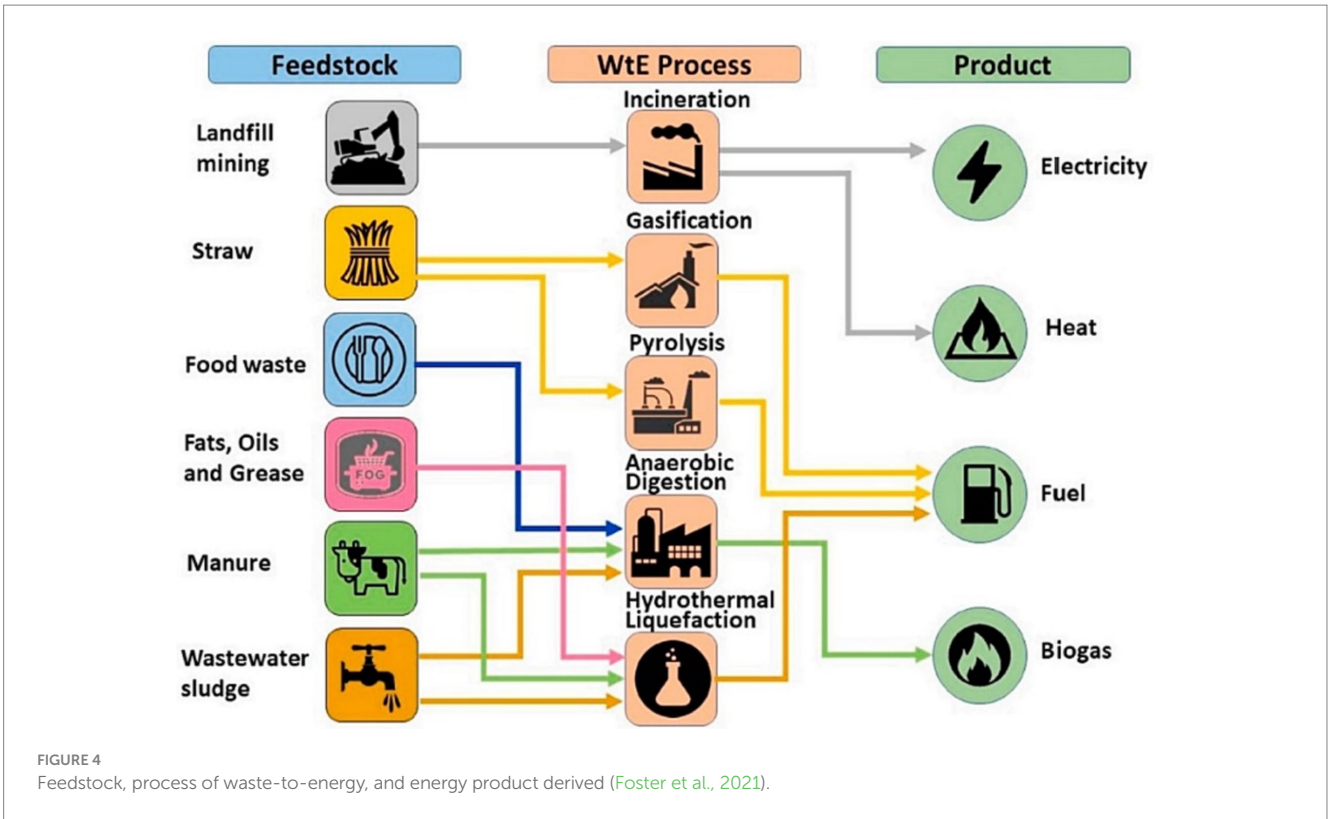 Feedstock
WtE Process
Product
Landfill
mining
Straw
Food waste
Fats, Oils
and Grease
FOG
Manure
Wastewater
sludge
Incineration
Gasification
Pyrolysis
Anaerobic
Digestion
Hydrothermal
Liquefaction
Electricity
Heat
Fuel
Biogas
FIGURE 4
Feedstock, process of waste-to-energy, and energy product derived (Foster et al., 2021).